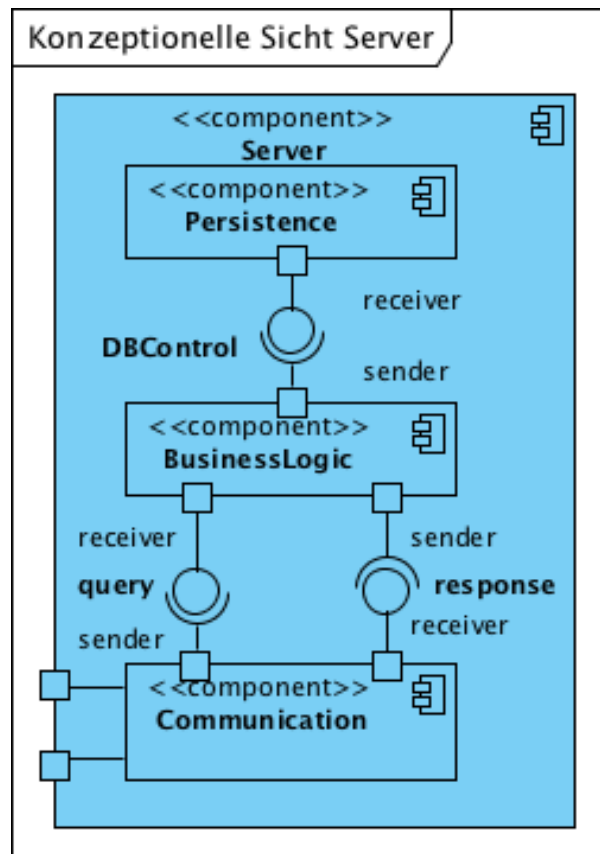 Konzeptionelle Sicht Server
<<component>>
Server
<<component>>
Persistence
receiver
DBControl
sender
<<component>>
BusinessLogic
receiver
sender
query
response
sender
receiver
<<component>>
Communication